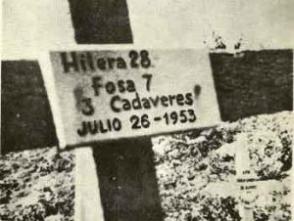 Hilera 28
Fosa 7
"3 Cadaveres"
JULIO 26-1953